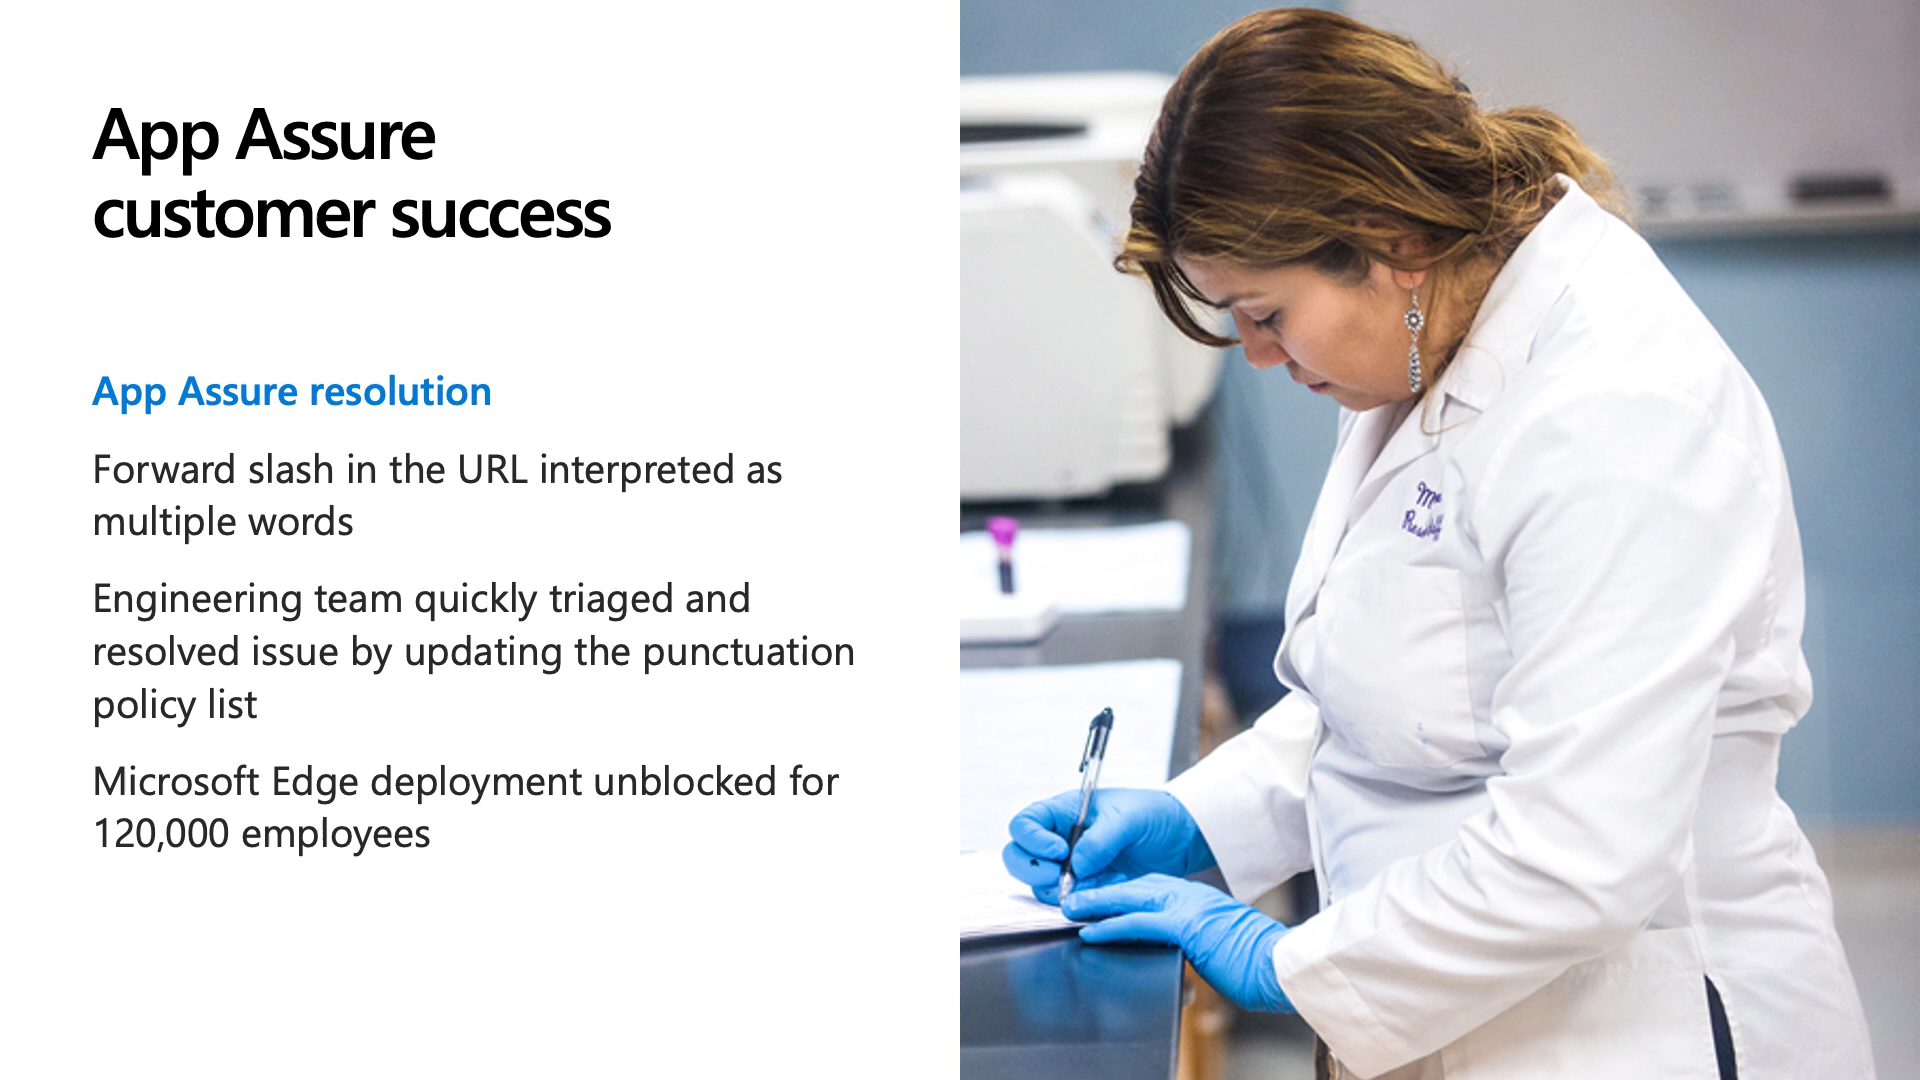 App Assure
customer success
App Assure resolution
Forward slash in the URL interpreted as
multiple words
Engineering team quickly triaged and
resolved issue by updating the punctuation
policy list
Microsoft Edge deployment unblocked for
120,000 employees